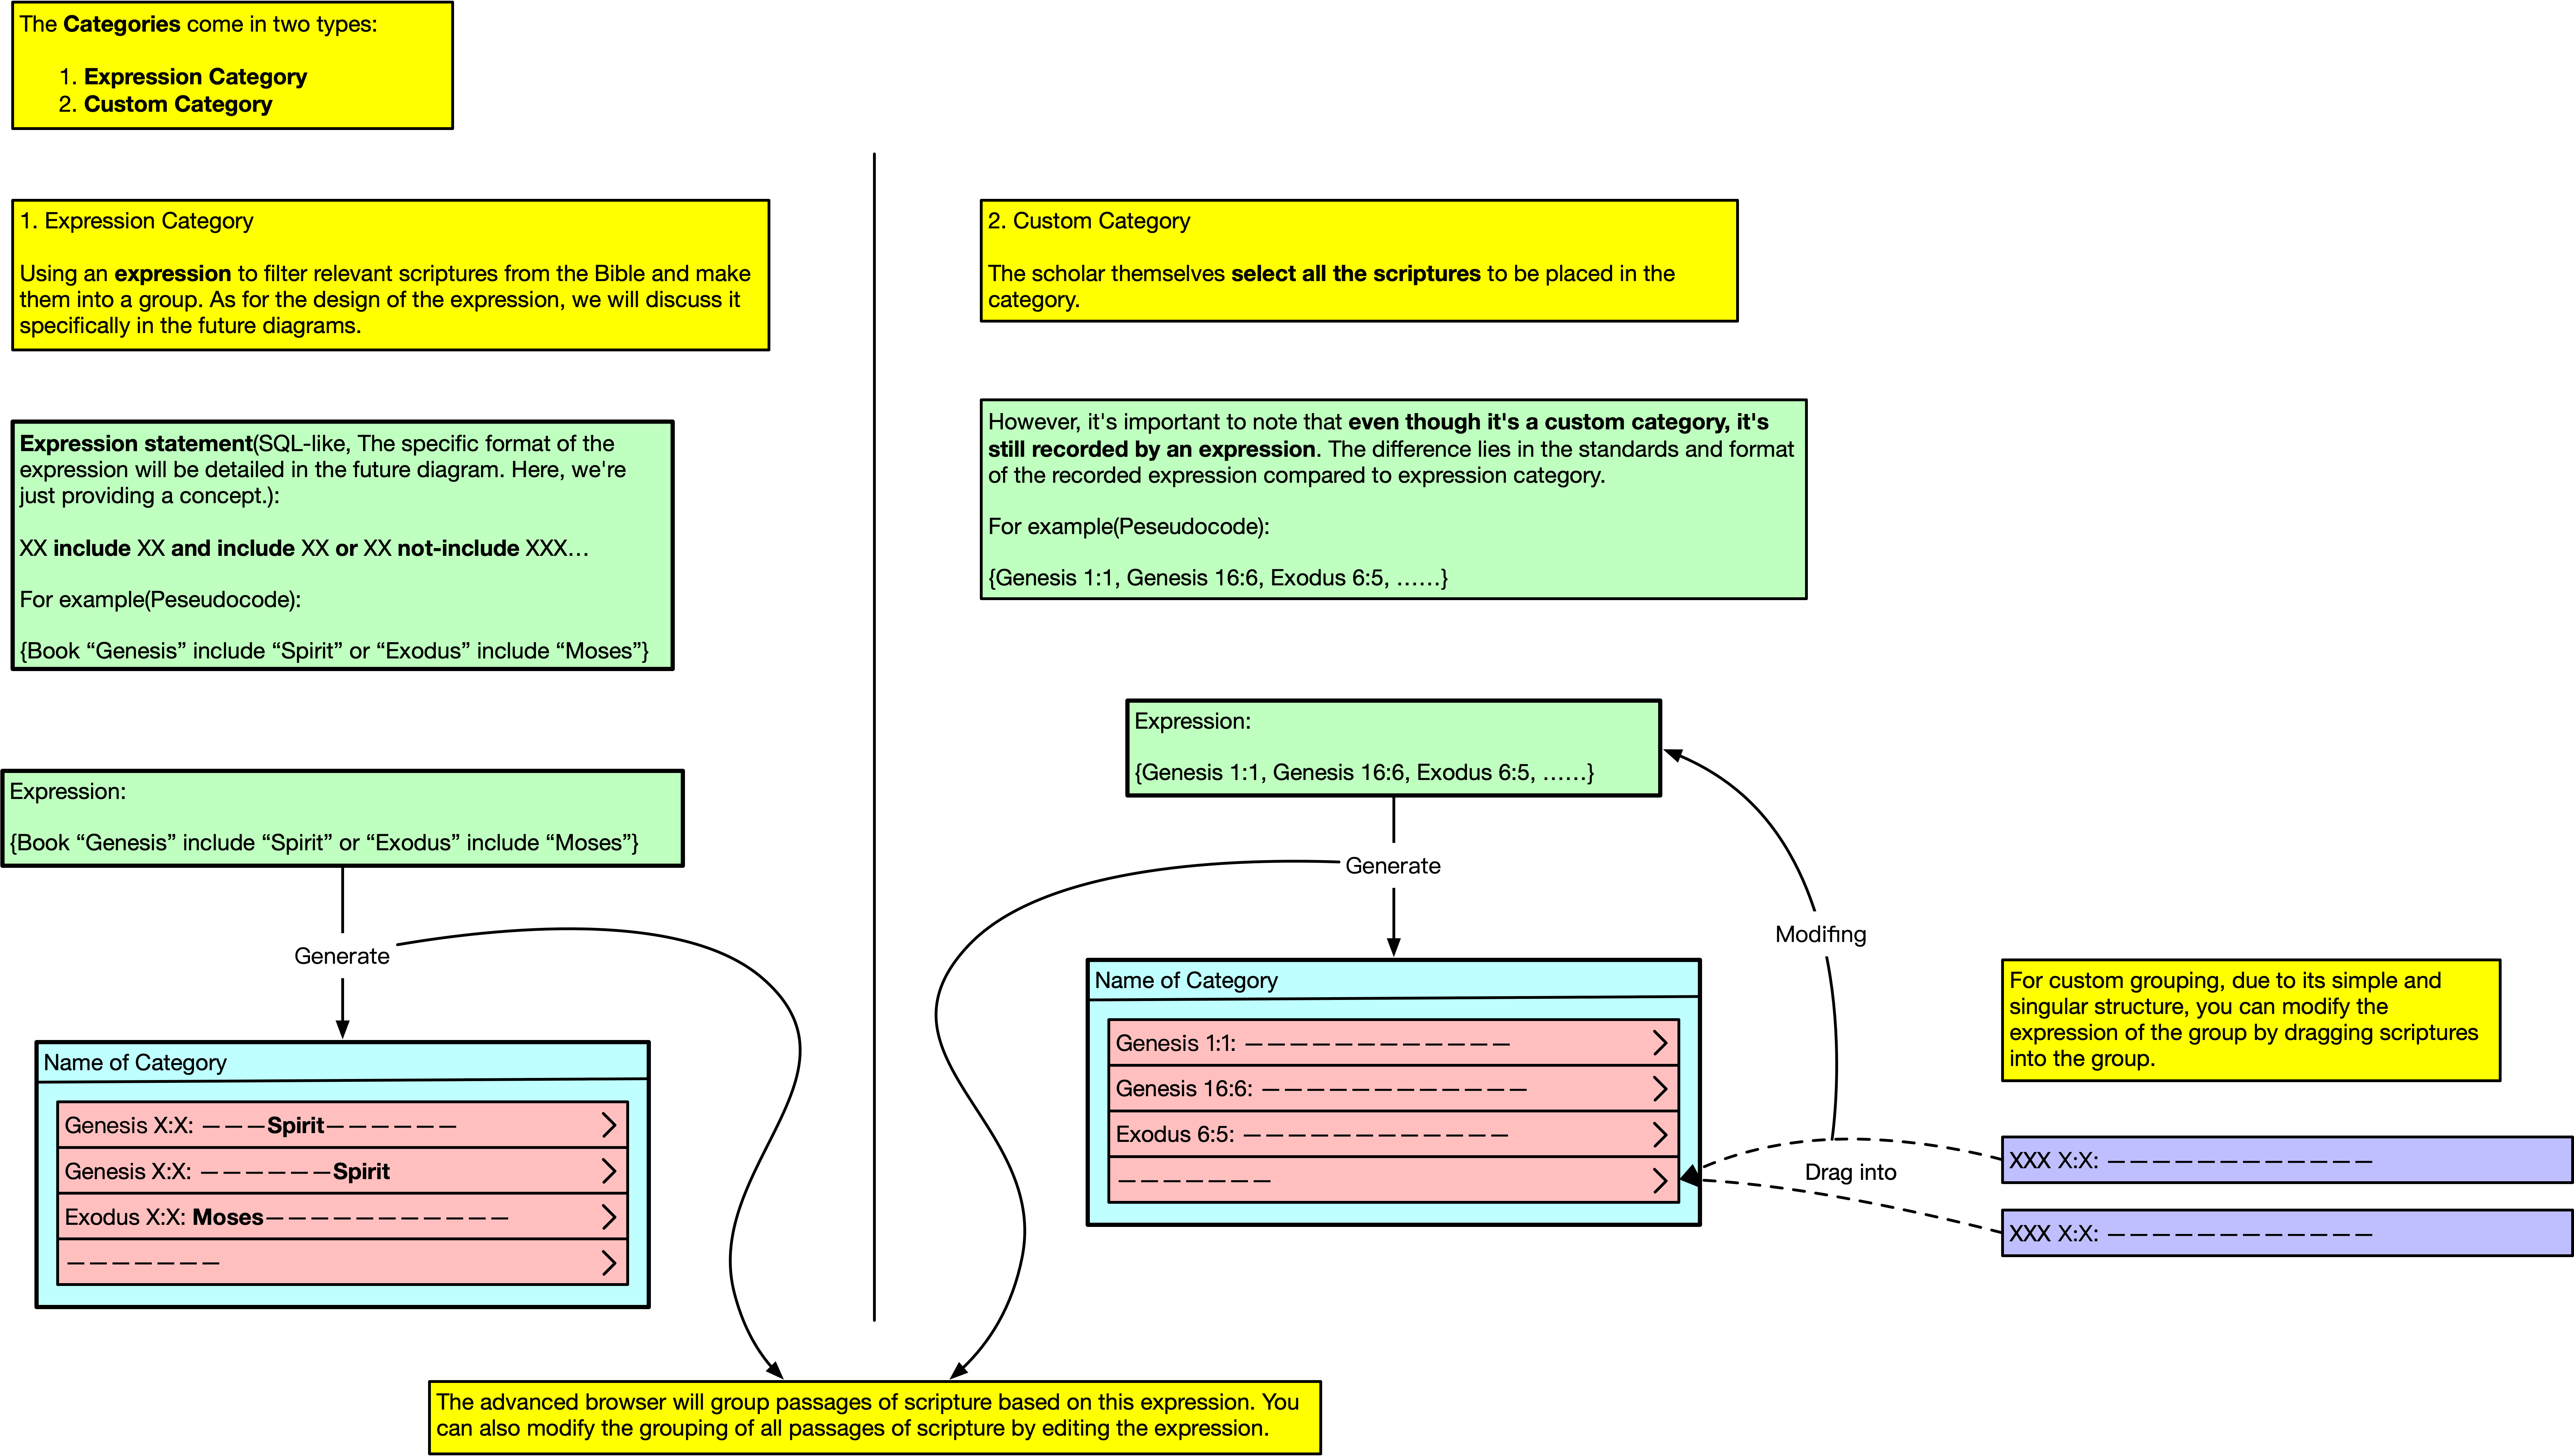 The Categories come in two types:
1. Expression Category
2. Custom Category
1. Expression Category
Using an expression to filter relevant scriptures from the Bible and make
them into a group. As for the design of the expression, we will discuss it
specifically in the future diagrams.
Expression statement(SQL-like, The specific format of the
expression will be detailed in the future diagram. Here, we're
just providing a concept.):
XX include XX and include XX or XX not-include XXX…
For example(Peseudocode):
{Book “Genesis” include “Spirit” or “Exodus” include “Moses”}
Expression:
{Book “Genesis” include “Spirit” or “Exodus” include “Moses”}
Generate
Name of Category
Genesis X:X: — — —Spirit— — — — — —
Genesis X:X: — — — — — —Spirit
Exodus X:X: Moses— — — — — — — — — — —
— — — — — — —
2. Custom Category
The scholar themselves select all the scriptures to be placed in the
category.
However, it's important to note that even though it's a custom category, it's
still recorded by an expression. The difference lies in the standards and format
of the recorded expression compared to expression category.
For example(Peseudocode):
{Genesis 1:1, Genesis 16:6, Exodus 6:5, ……}
Expression:
{Genesis 1:1, Genesis 16:6, Exodus 6:5, ……}
Generate
Modifing
Name of Category
Genesis 1:1: — — — — — — — — — — — —
Genesis 16:6: — — — — — — — — — — — —
Exodus 6:5: — — — — — — — — — — — —
— — — — — — —
Drag into
For custom grouping, due to its simple and
singular structure, you can modify the
expression of the group by dragging scriptures
into the group.
XXX X:X: — — — — — — — — — — — —
XXX X:X: — — — — — — — — — — — —
The advanced browser will group passages of scripture based on this expression. You
can also modify the grouping of all passages of scripture by editing the expression.